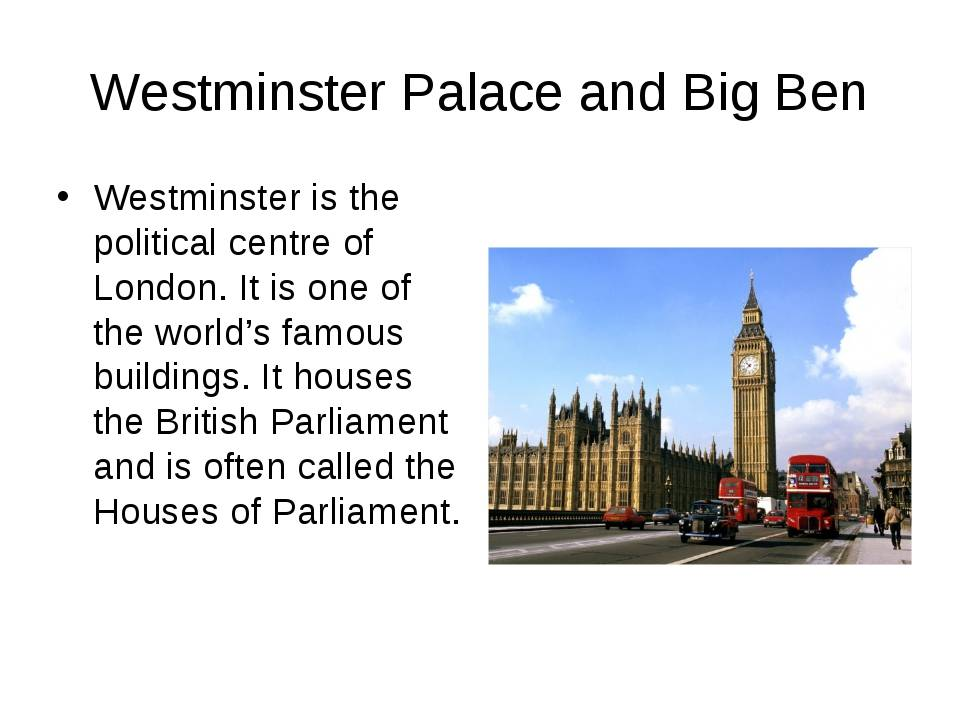 Westminster Palace and Big Ben
• Westminster is the
political centre of
London. It is one of
the world’s famous
buildings. It houses
the British Parliament
and is often called the
Houses of Parliament.